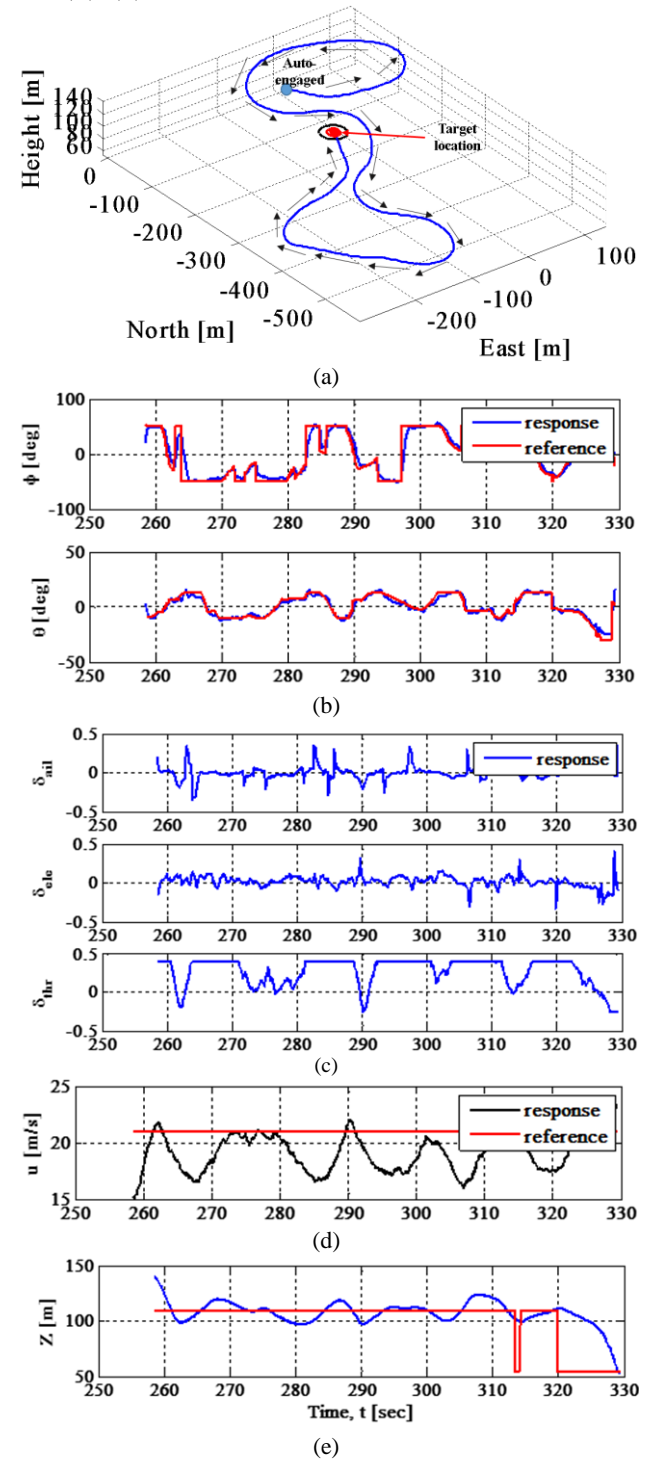 Auto-
engaged
Target
location
Height [m]
140
120
100
80
60
0
-100
-200
-300
-400
-500
North [m]
100
0
-100
-200
East [m]
(a)
100
0
-100
ϕ [deg]
response
reference
250 260 270 280 290 300 310 320 330
50
0
-50
θ [deg]
250 260 270 280 290 300 310 320 330
(b)
0.5
0
-0.5
δail
response
250 260 270 280 290 300 310 320 330
0.5
0
-0.5
δele
250 260 270 280 290 300 310 320 330
0.5
0
-0.5
δthr
250 260 270 280 290 300 310 320 330
(c)
25
20
15
u [m/s]
response
reference
250 260 270 280 290 300 310 320 330
(d)
150
100
50
Z [m]
250 260 270 280 290 300 310 320 330
Time, t [sec]
(e)